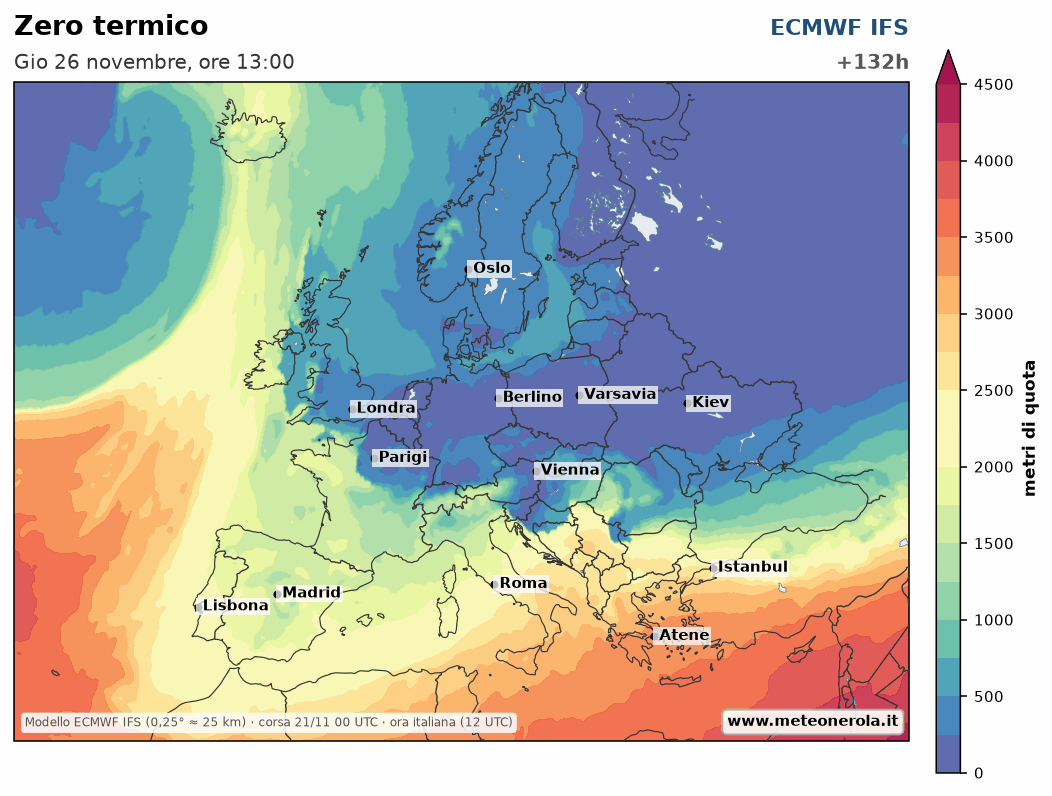 Zero termico
ECMWF IFS
Gio 26 novembre, ore 13:00
+132h
4500
4000
3500
3000
2500
2000
1500
1000
500
0
metri di quota
Oslo
Berlino
Varsavia
Londra
Kiev
Parigi
Vienna
Istanbul
Roma
Madrid
Lisbona
Atene
Modello ECMWF IFS (0,25° ≈ 25 km) · corsa 21/11 00 UTC · ora italiana (12 UTC)
www.meteonerola.it